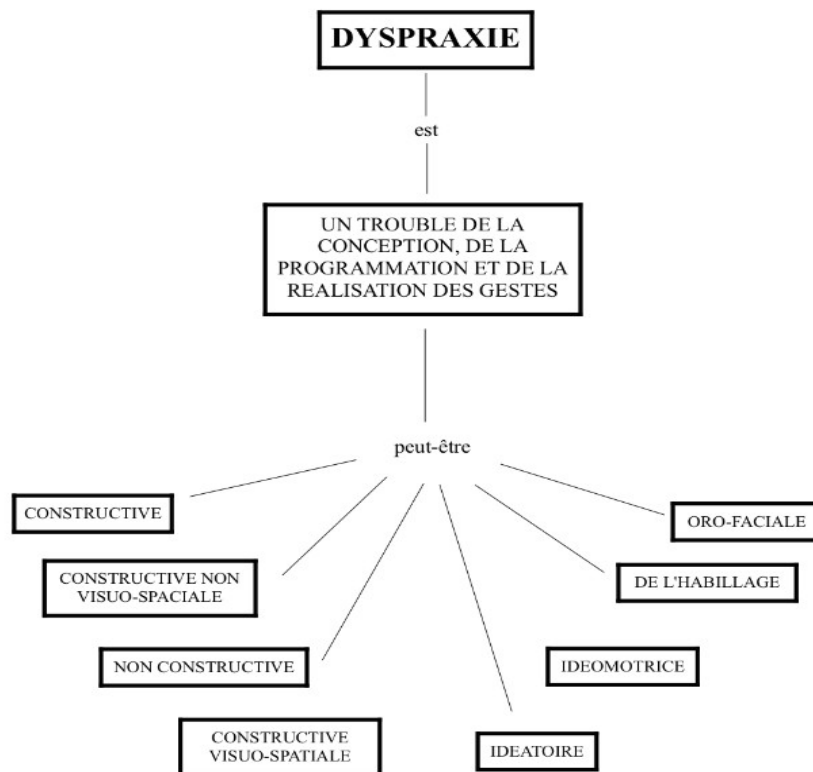 DYSPRAXIE
est
UN TROUBLE DE LA
CONCEPTION, DE LA
PROGRAMMATION ET DE LA
REALISATION DES GESTES
peut-être
CONSTRUCTIVE
ORO-FACIALE
CONSTRUCTIVE NON
VISUO-SPACIALE
DE L'HABILLAGE
NON CONSTRUCTIVE
IDEOMOTRICE
CONSTRUCTIVE
VISUO-SPATIALE
IDEATOIRE